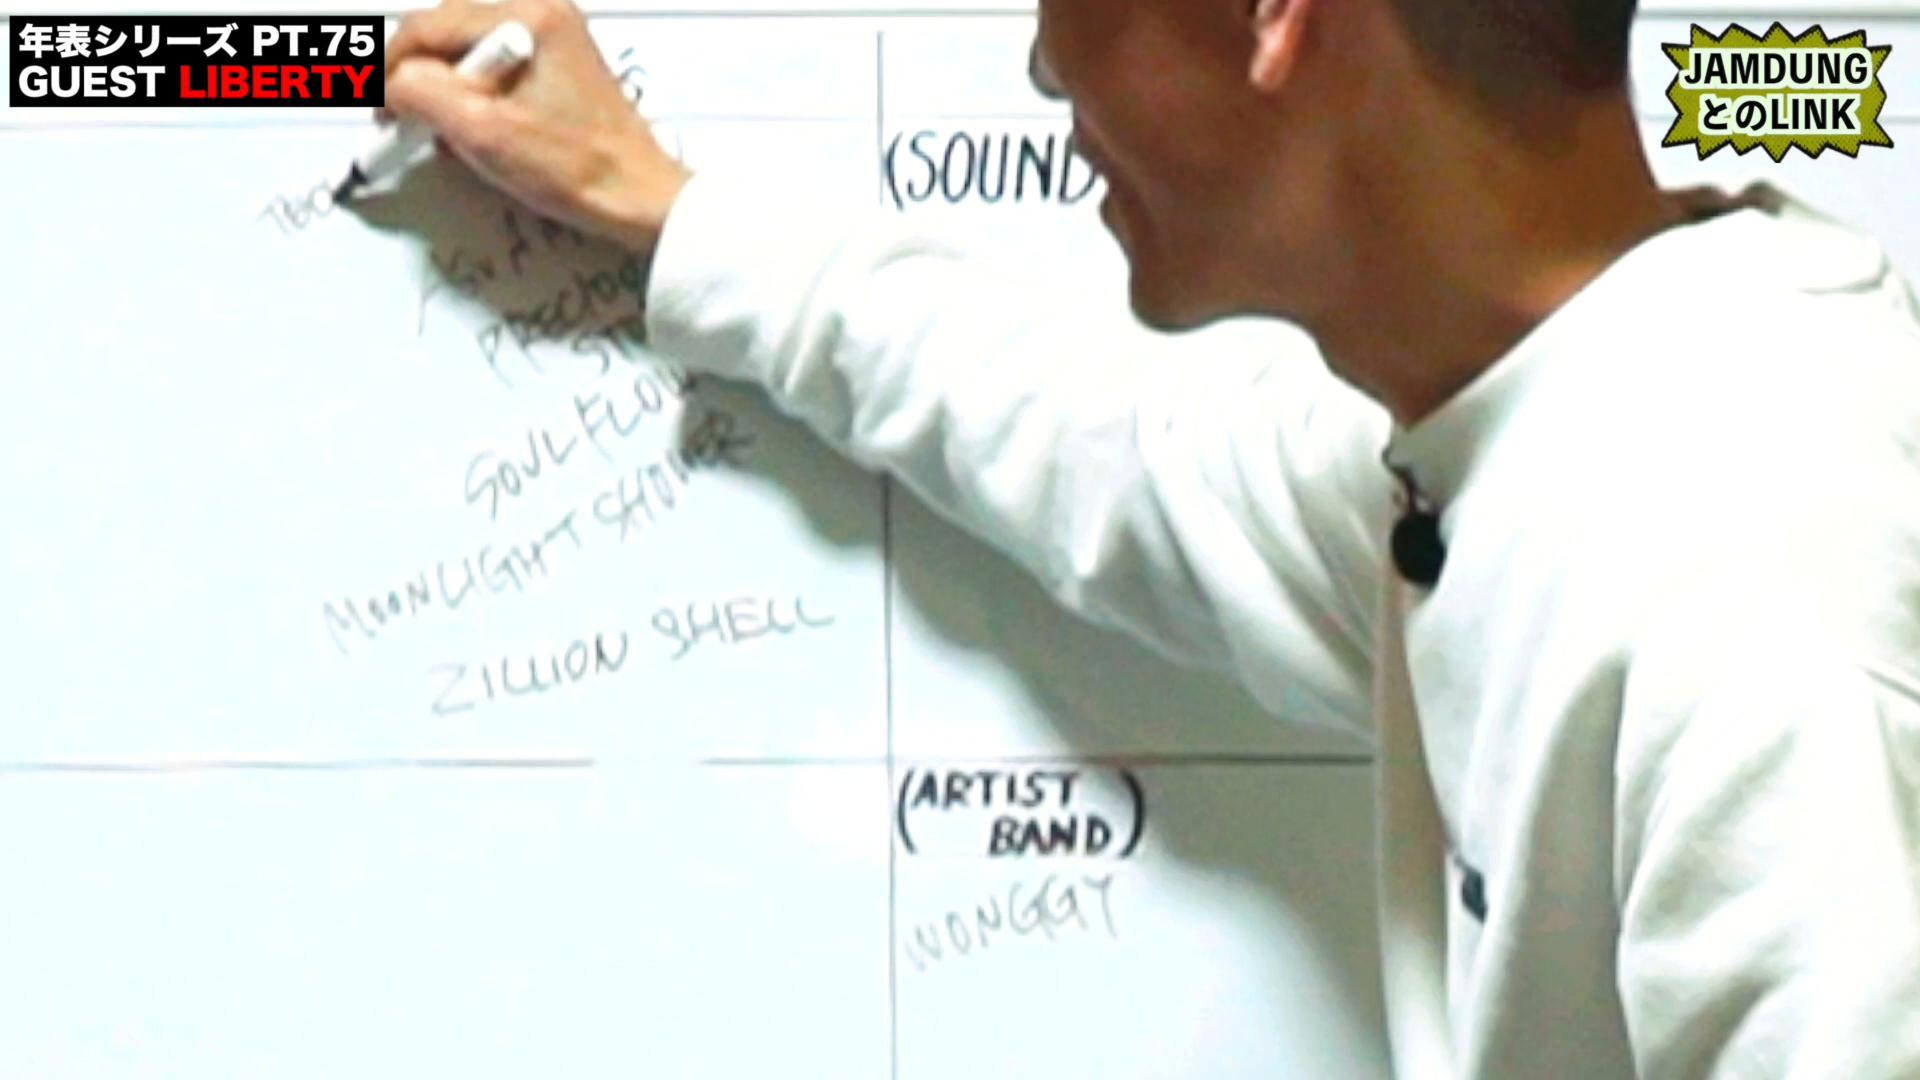 年表シリーズ PT.75
GUEST LIBERTY
JAMDUNG
とのLINK
(SOUND
SOUL FLOW
MOONLIGHT SHOWER
ZILLION SHELL
(ARTIST
BAND)
WONGGY